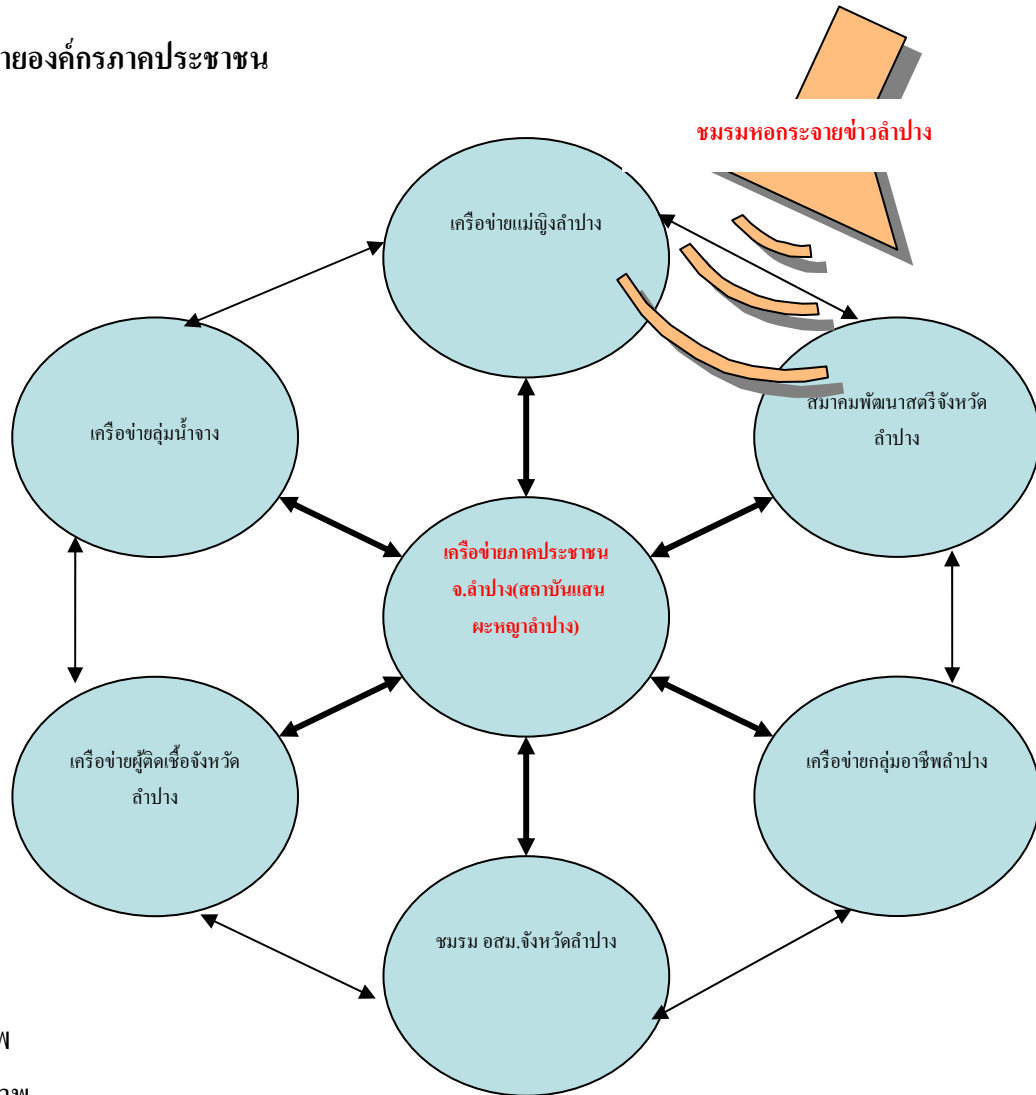 ายองค์กรภาคประชาชน
ชมรมหอกระจายข่าวลำปาง
เครือข่ายแม่ญิงลำปาง
สมาคมพัฒนาสตรีจังหวัด
ลำปาง
เครือข่ายลุ่มน้ำจาง
เครือข่ายภาคประชาชน
จ.ลำปาง(สถาบันแสน
ผะหญาลำปาง)
เครือข่ายผู้ติดเชื้อจังหวัด
ลำปาง
เครือข่ายกลุ่มอาชีพลำปาง
ชมรม อสม.จังหวัดลำปาง